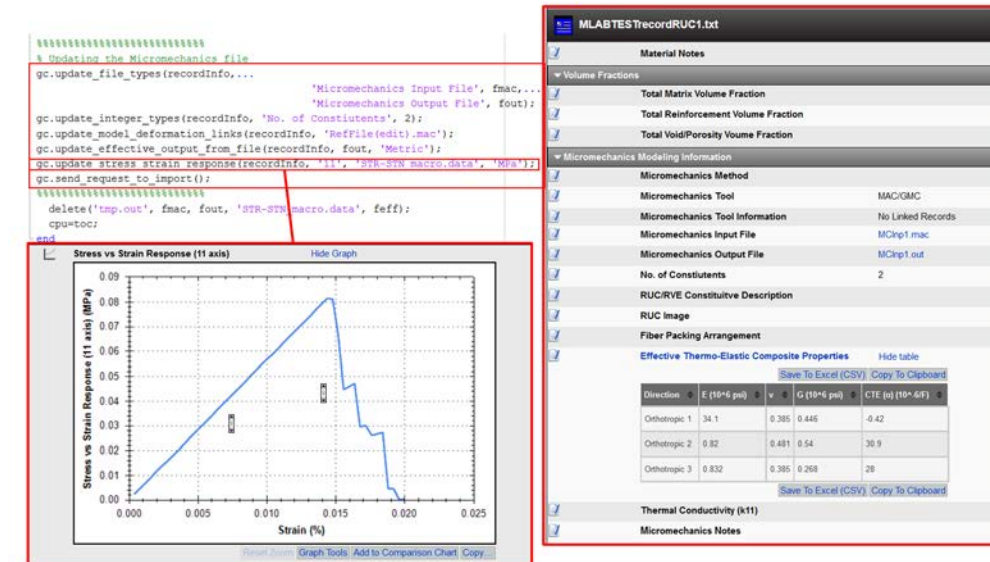 %%%%%%%%%%%%%%%%%%%%%%%%%%%
% Updating the Micromechanics file
gc.update_file_types(recordInfo,...
'Micromechanics Input File', fmac,...
'Micromechanics Output File', fout);
gc.update_integer_types(recordInfo, 'No. of Constiutents', 2);
gc.update_model_deformation_links(recordInfo, 'RefFile(edit).mac');
gc.update_effective_output_from_file(recordInfo, fout, 'Metric');
gc.update_stress_strain_response(recordInfo, '11', 'STR-STN_macro.data', 'MPa');
gc.send_request_to_import();
%%%%%%%%%%%%%%%%%%%%%%%%%%%
delete('tmp.out', fmac, fout, 'STR-STN_macro.data', feff);
cpu=toc;
end
Stress vs Strain Response (11 axis) Hide Graph
Stress vs Strain Response (11 axis) (MPa)
0.09
0.08
0.07
0.06
0.05
0.04
0.03
0.02
0.01
0.00
0.000 0.005 0.010 0.015 0.020 0.025
Strain (%)
Reset Zoom Graph Tools Add to Comparison Chart Copy...
MLABTESTrecordRUC1.txt
Material Notes
Volume Fractions
Total Matrix Volume Fraction
Total Reinforcement Volume Fraction
Total Void/Porosity Voume Fraction
Micromechanics Modeling Information
Micromechanics Method
Micromechanics Tool MAC/GMC
Micromechanics Tool Information No Linked Records
Micromechanics Input File MCInp1.mac
Micromechanics Output File MCInp1.out
No. of Constiutents 2
RUC/RVE Constituitve Description
RUC Image
Fiber Packing Arrangement
Effective Thermo-Elastic Composite Properties Hide table
Save To Excel (CSV) Copy To Clipboard
Direction E (10^6 psi) v G (10^6 psi) CTE (α) (10^-6/F)
Orthotropic 1 34.1 0.385 0.446 -0.42
Orthotropic 2 0.82 0.481 0.54 30.9
Orthotropic 3 0.832 0.385 0.268 28
Save To Excel (CSV) Copy To Clipboard
Thermal Conductivity (k11)
Micromechanics Notes